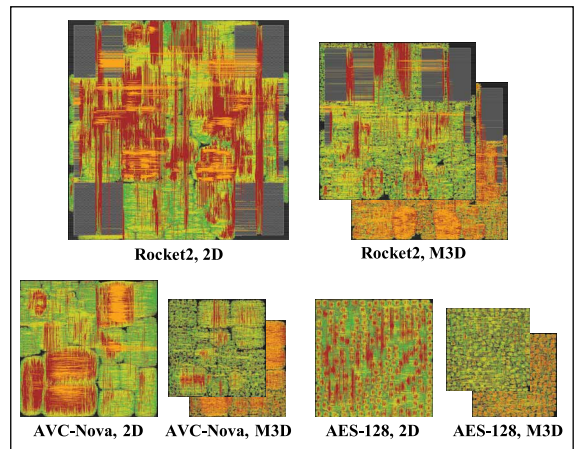 Rocket2, 2D
Rocket2, M3D
AVC-Nova, 2D
AVC-Nova, M3D
AES-128, 2D
AES-128, M3D